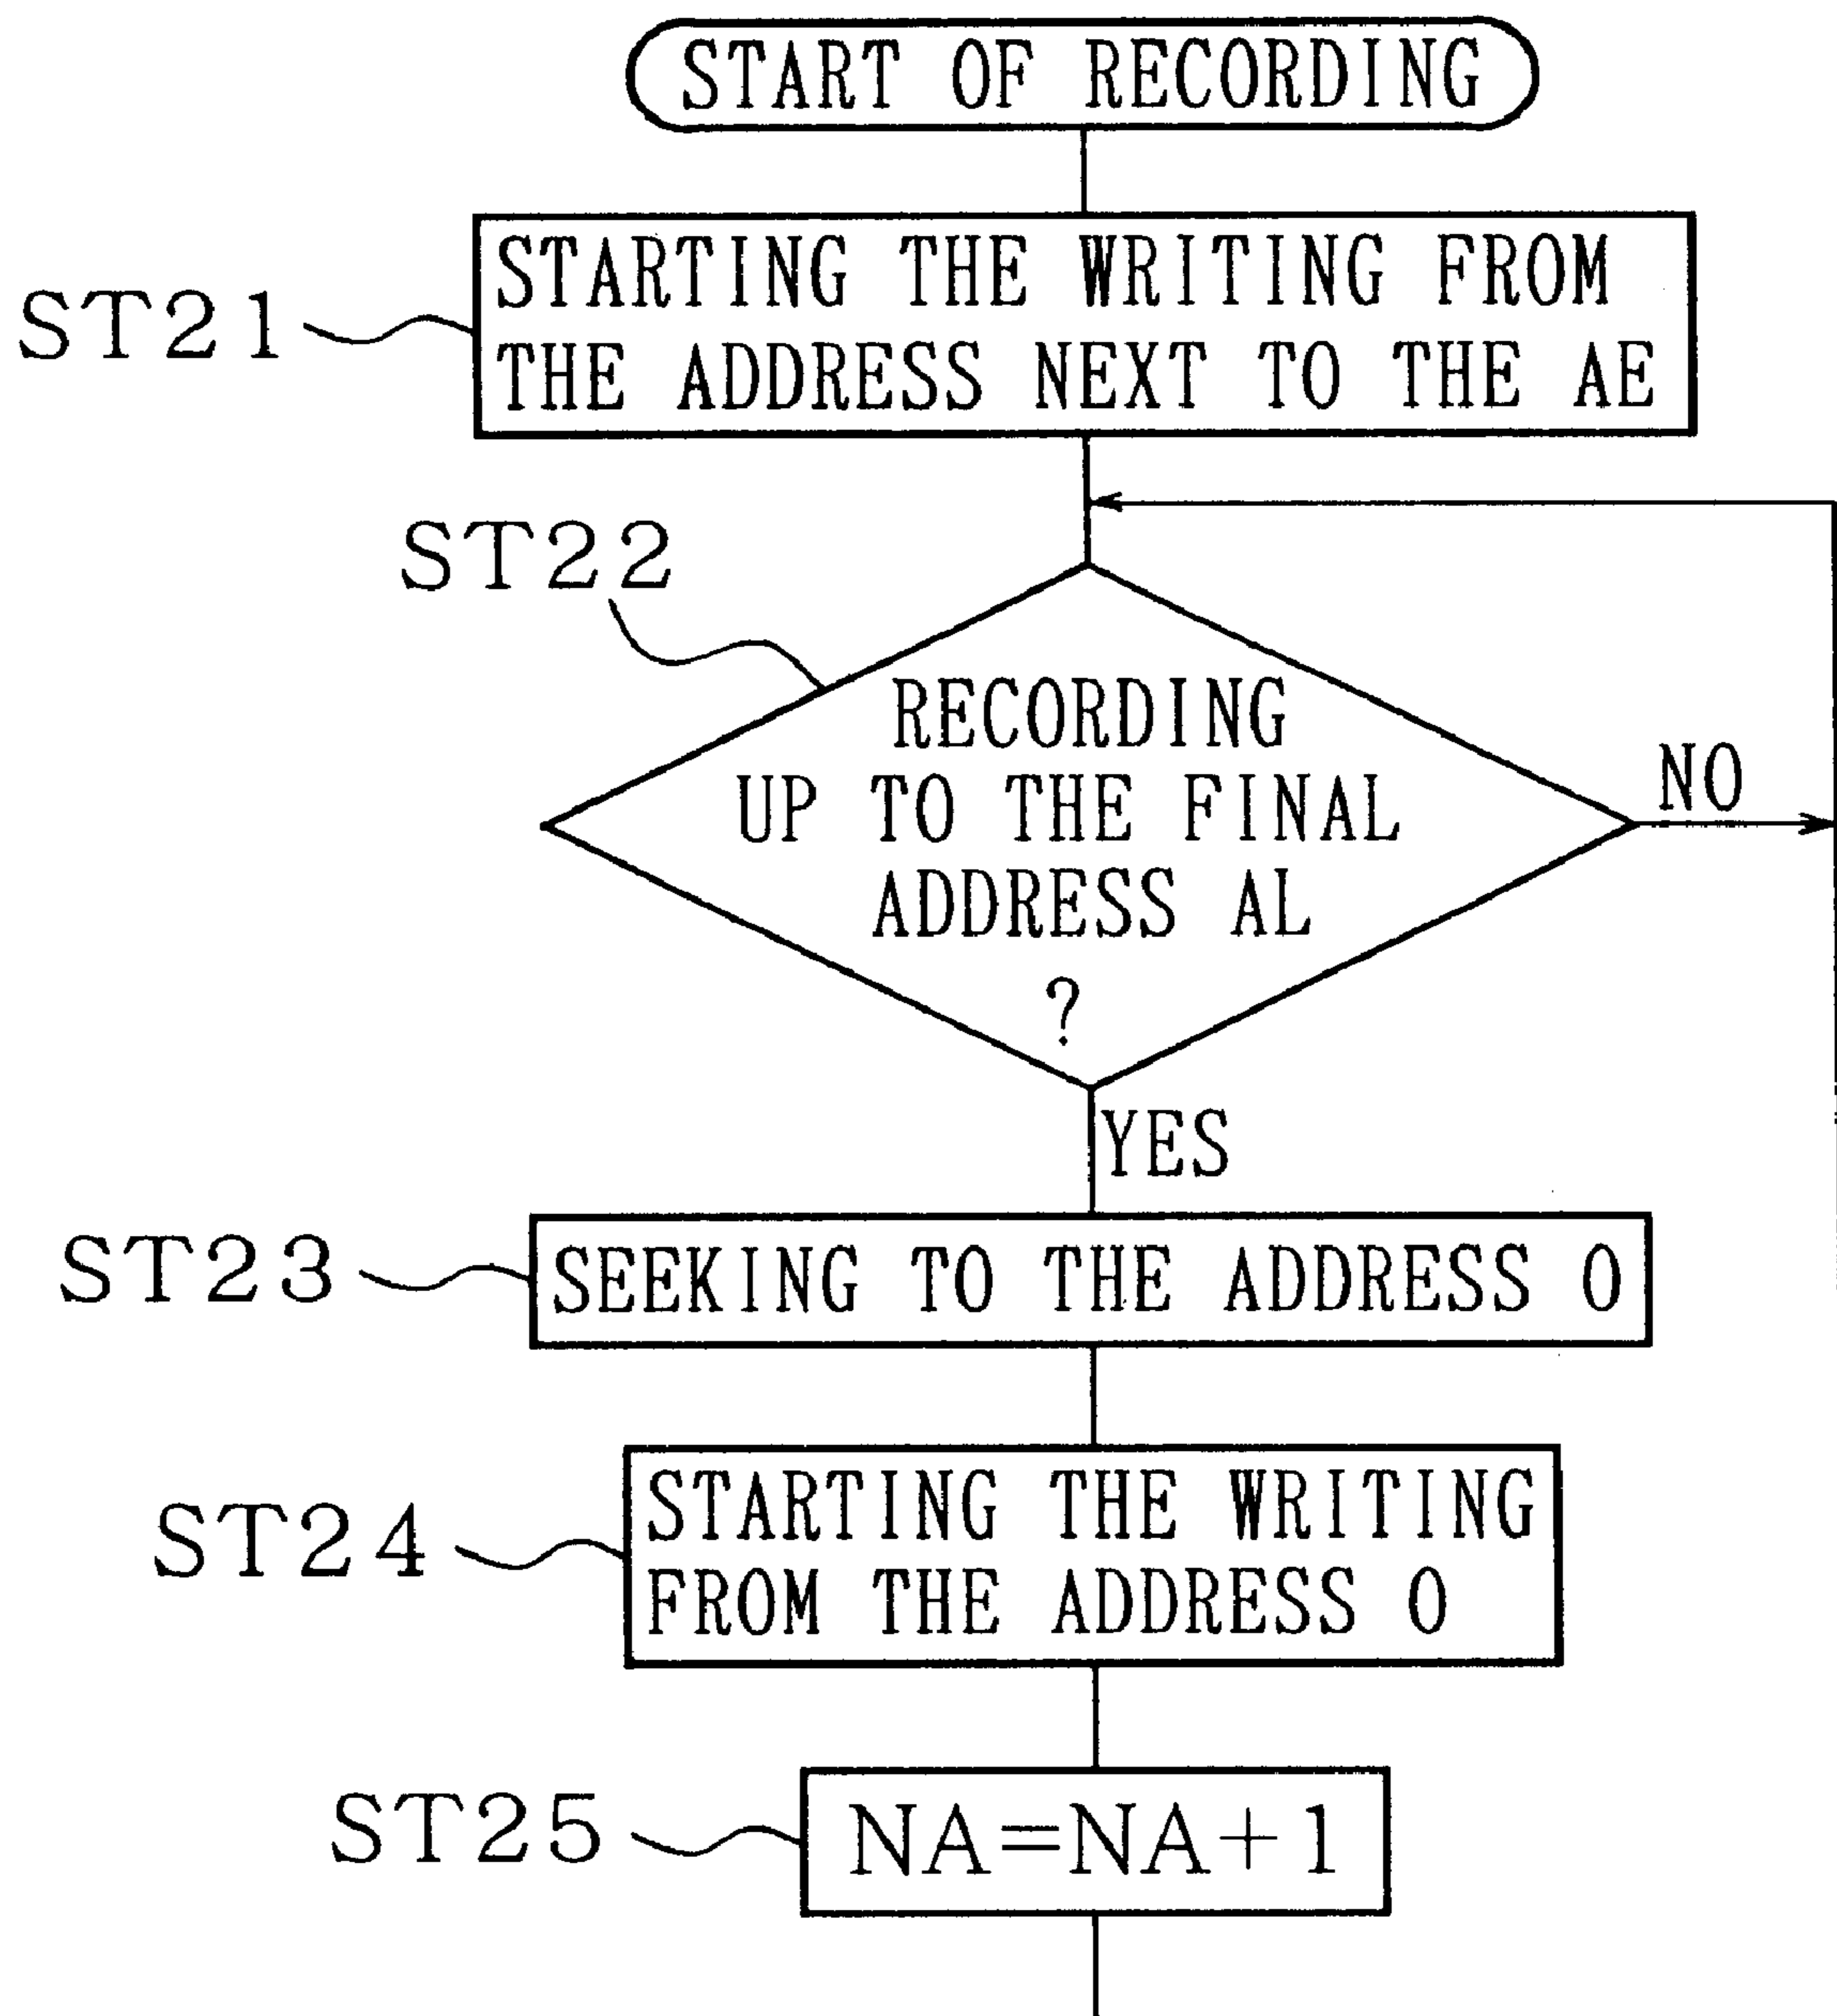 START OF RECORDING
ST21
STARTING THE WRITING FROM
THE ADDRESS NEXT TO THE AE
ST22
RECORDING
UP TO THE FINAL
ADDRESS AL
?
NO
YES
ST23
SEEKING TO THE ADDRESS 0
ST24
STARTING THE WRITING
FROM THE ADDRESS 0
ST25
NA=NA+1